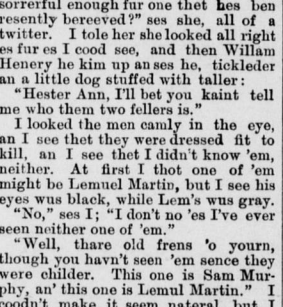 sorrerful enough fur one thet hes ben
resently bereeved?" ses she, all of a
twitter. I tole her she looked all right
es fur es I cood see, and then Willam
Henery he kim up an ses he, tickleder
an a little dog stuffed with taller:
"Hester Ann, I'll bet you kaint tell
me who them two fellers is."
I looked the men camly in the eye,
an I see thet they were dressed fit to
kill, an I see thet I didn't know 'em,
neither. At first I thot one of 'em
might be Lemuel Martin, but I see his
eyes wus black, while Lem's wus gray.
"No," ses I; "I don't no 'es I've ever
seen neither one of 'em."
"Well, thare old frens 'o yourn,
though you havn't seen 'em sence they
were childer. This one is Sam Mur-
phy, an' this one is Lemul Martin." I
coodn't make it seem nateral, but I